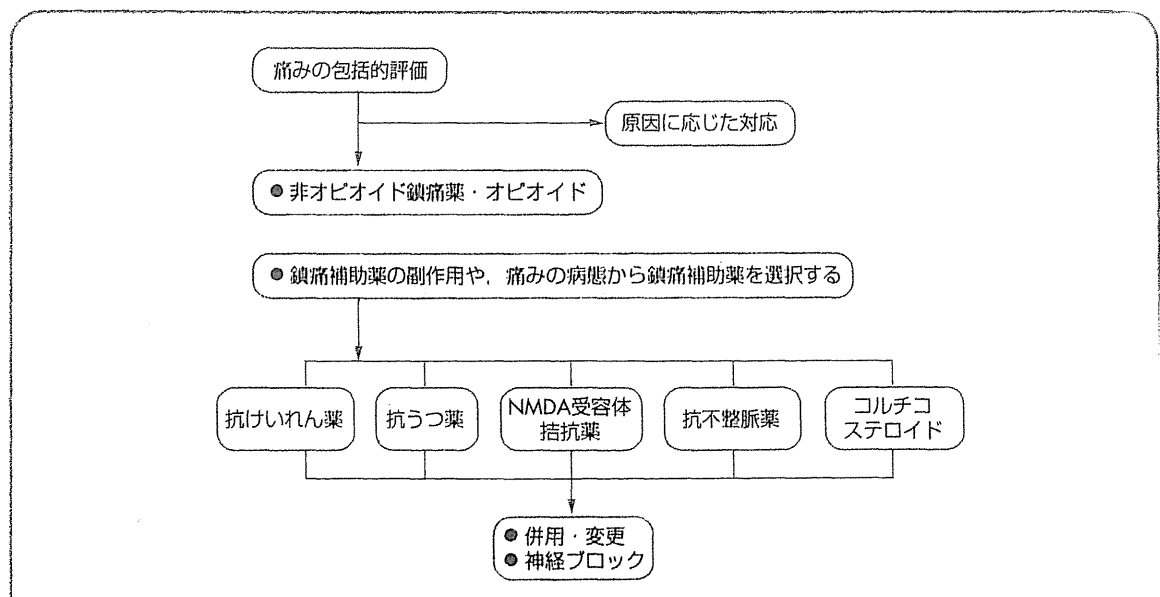 痛みの包括的評価
原因に応じた対応
● 非オピオイド鎮痛薬・オピオイド
● 鎮痛補助薬の副作用や，痛みの病態から鎮痛補助薬を選択する
抗けいれん薬
抗うつ薬
NMDA受容体
拮抗薬
抗不整脈薬
コルチコ
ステロイド
● 併用・変更
● 神経ブロック